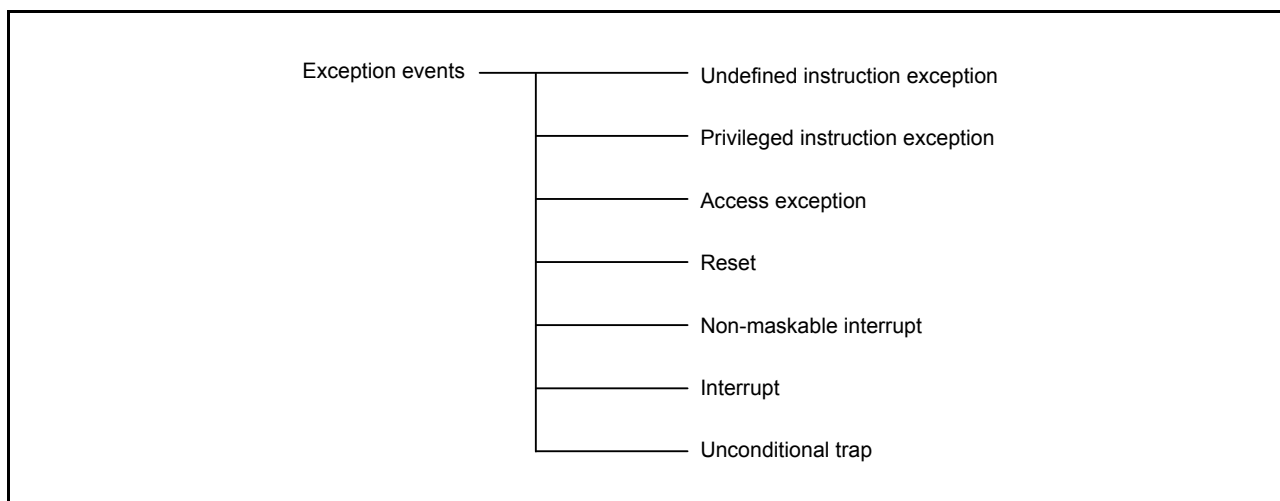 Exception events
Undefined instruction exception
Privileged instruction exception
Access exception
Reset
Non-maskable interrupt
Interrupt
Unconditional trap